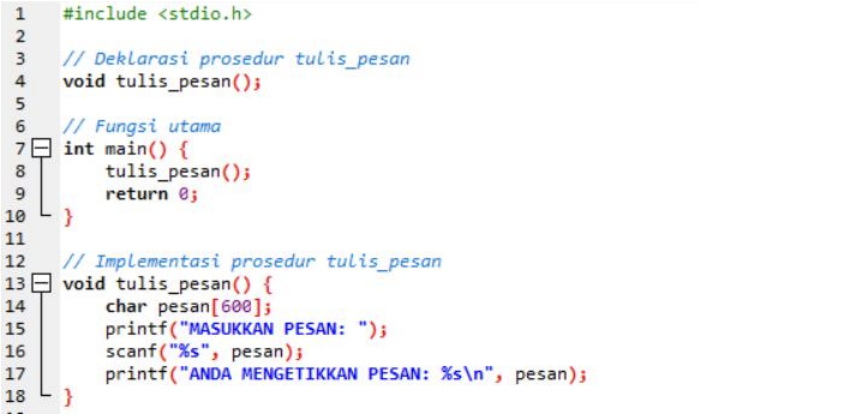 1 #include <stdio.h>
2
3 // Deklarasi prosedur tulis_pesan
4 void tulis_pesan();
5
6 // Fungsi utama
7 int main() {
8     tulis_pesan();
9     return 0;
10 }
11
12 // Implementasi prosedur tulis_pesan
13 void tulis_pesan() {
14     char pesan[600];
15     printf("MASUKKAN PESAN: ");
16     scanf("%s", pesan);
17     printf("ANDA MENGETIKKAN PESAN: %s\n", pesan);
18 }